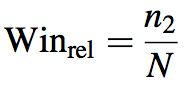 Win_rel = n_2 / N